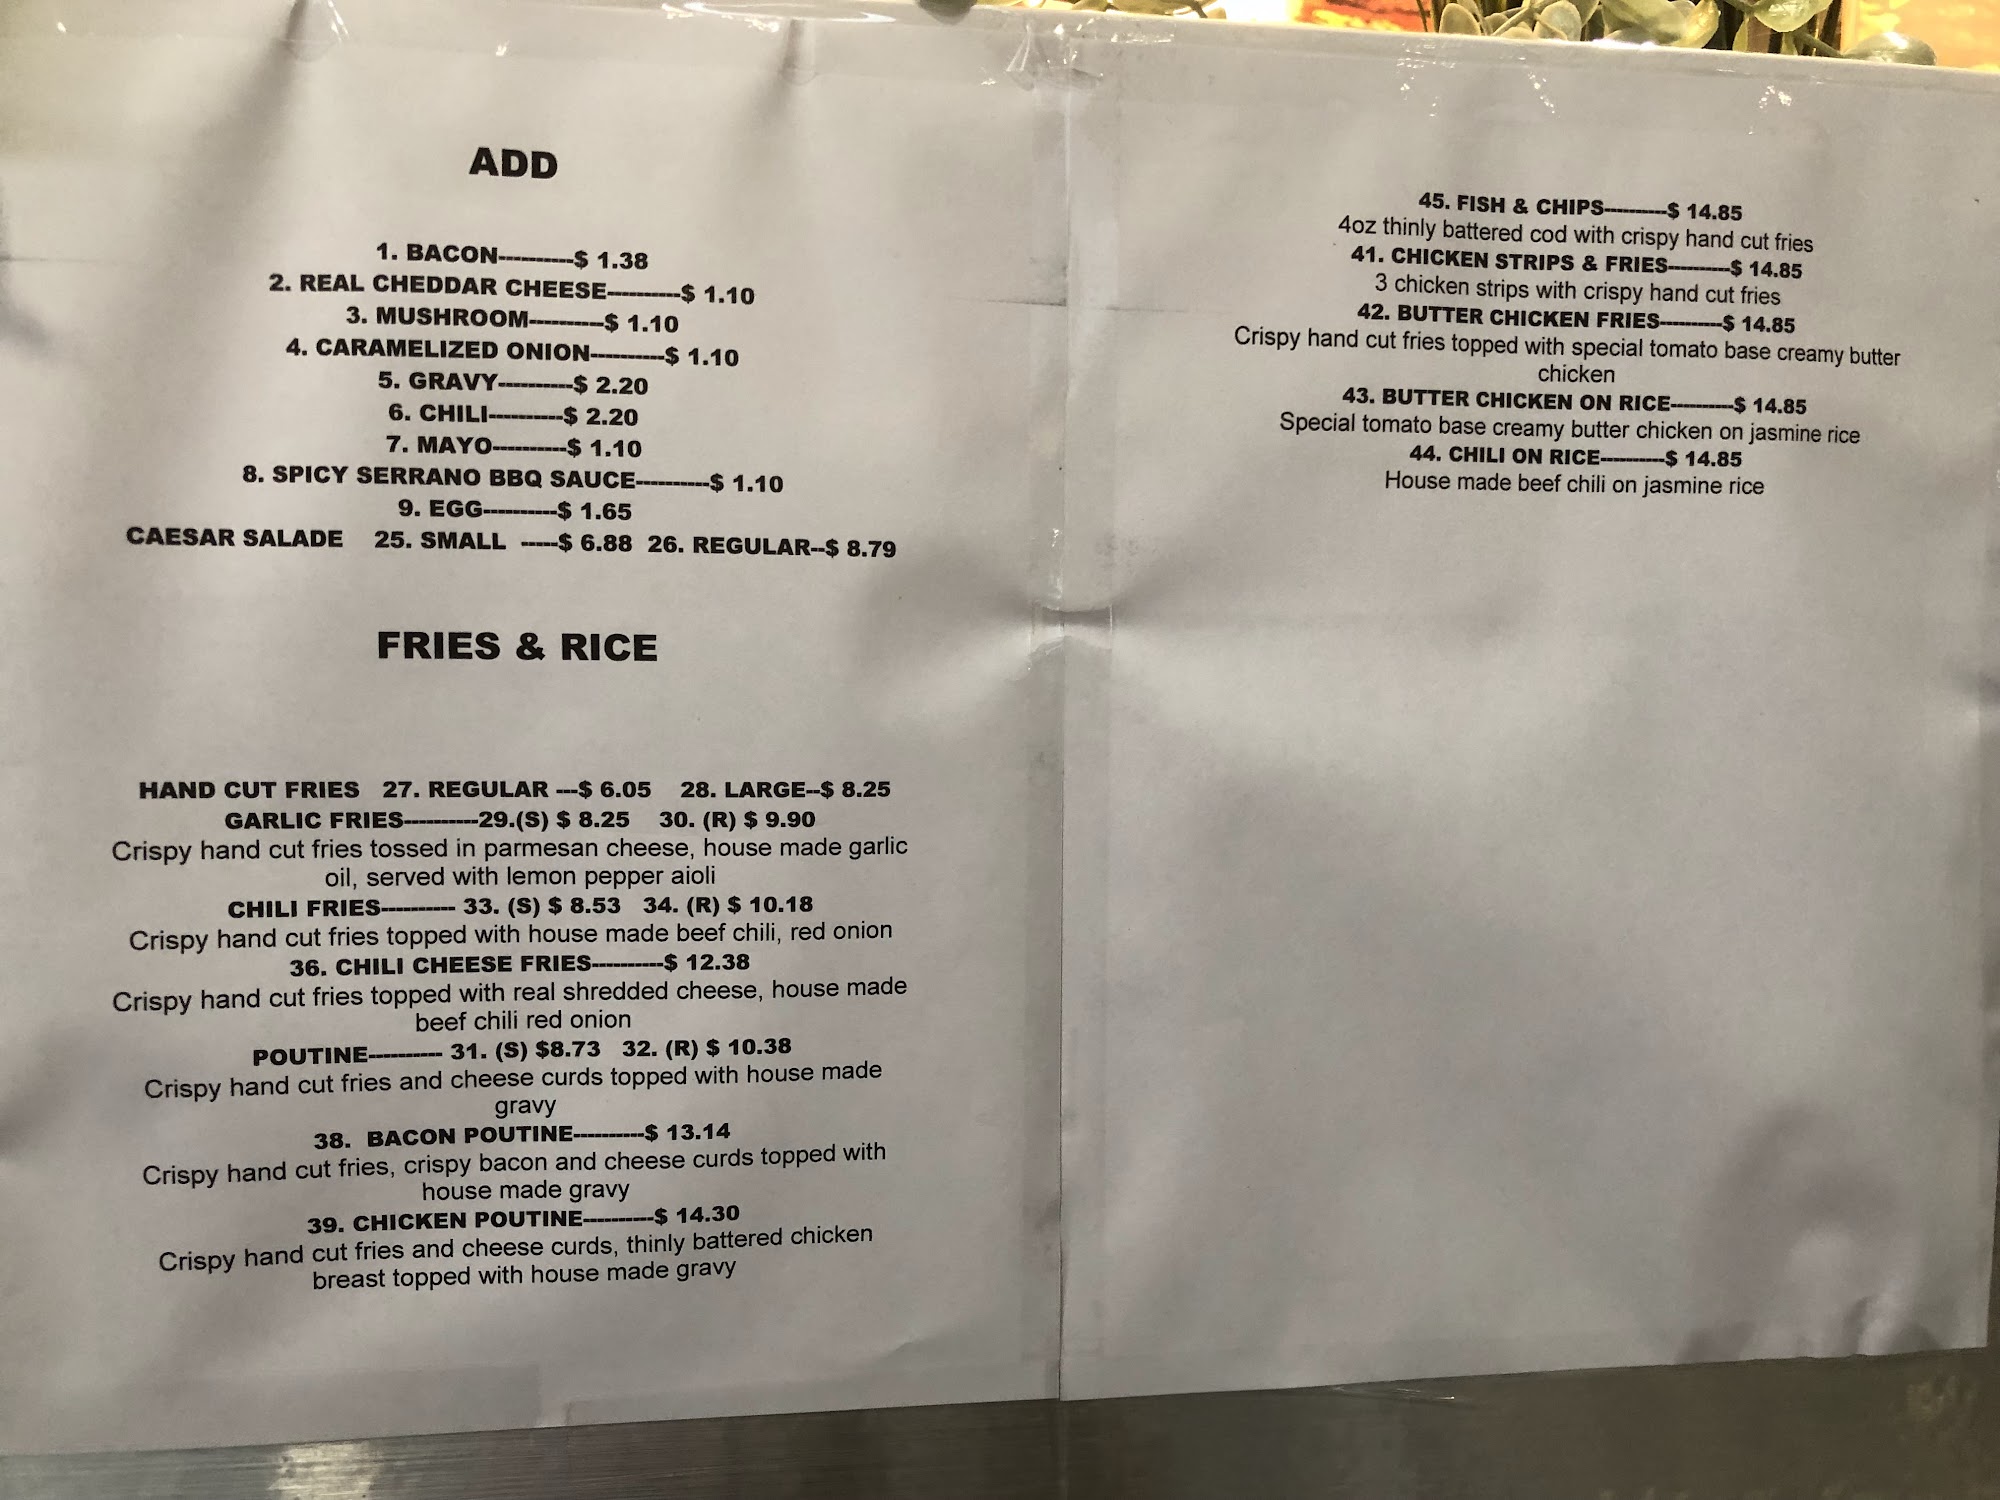 ADD
1. BACON----------$ 1.38
2. REAL CHEDDAR CHEESE----------$ 1.10
3. MUSHROOM----------$ 1.10
4. CARAMELIZED ONION----------$ 1.10
5. GRAVY----------$ 2.20
6. CHILI----------$ 2.20
7. MAYO----------$ 1.10
8. SPICY SERRANO BBQ SAUCE----------$ 1.10
9. EGG----------$ 1.65
CAESAR SALADE 25. SMALL -----$ 6.88 26. REGULAR--$ 8.79
FRIES & RICE
HAND CUT FRIES 27. REGULAR ---$ 6.05 28. LARGE--$ 8.25
GARLIC FRIES----------29.(S) $ 8.25 30. (R) $ 9.90
Crispy hand cut fries tossed in parmesan cheese, house made garlic
oil, served with lemon pepper aioli
CHILI FRIES---------- 33. (S) $ 8.53 34. (R) $ 10.18
Crispy hand cut fries topped with house made beef chili, red onion
36. CHILI CHEESE FRIES----------$ 12.38
Crispy hand cut fries topped with real shredded cheese, house made
beef chili red onion
POUTINE---------- 31. (S) $8.73 32. (R) $ 10.38
Crispy hand cut fries and cheese curds topped with house made
gravy
38. BACON POUTINE----------$ 13.14
Crispy hand cut fries, crispy bacon and cheese curds topped with
house made gravy
39. CHICKEN POUTINE----------$ 14.30
Crispy hand cut fries and cheese curds, thinly battered chicken
breast topped with house made gravy
45. FISH & CHIPS----------$ 14.85
4oz thinly battered cod with crispy hand cut fries
41. CHICKEN STRIPS & FRIES----------$ 14.85
3 chicken strips with crispy hand cut fries
42. BUTTER CHICKEN FRIES----------$ 14.85
Crispy hand cut fries topped with special tomato base creamy butter
chicken
43. BUTTER CHICKEN ON RICE----------$ 14.85
Special tomato base creamy butter chicken on jasmine rice
44. CHILI ON RICE----------$ 14.85
House made beef chili on jasmine rice